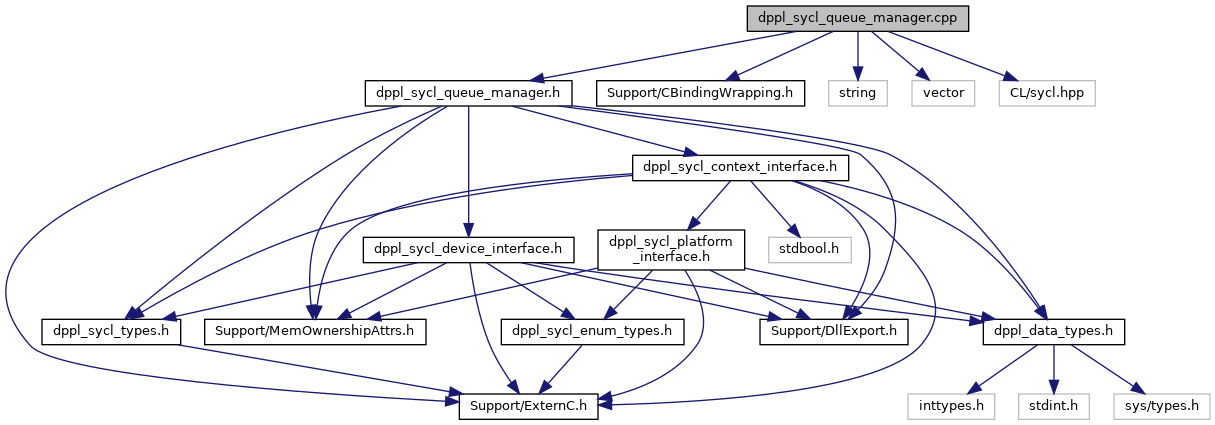 dppl_sycl_queue_manager.cpp
dppl_sycl_queue_manager.h
Support/CBindingWrapping.h
string
vector
CL/sycl.hpp
dppl_sycl_context_interface.h
dppl_sycl_device_interface.h
dppl_sycl_platform
_interface.h
stdbool.h
dppl_sycl_types.h
Support/MemOwnershipAttrs.h
dppl_sycl_enum_types.h
Support/DllExport.h
dppl_data_types.h
Support/ExternC.h
inttypes.h
stdint.h
sys/types.h